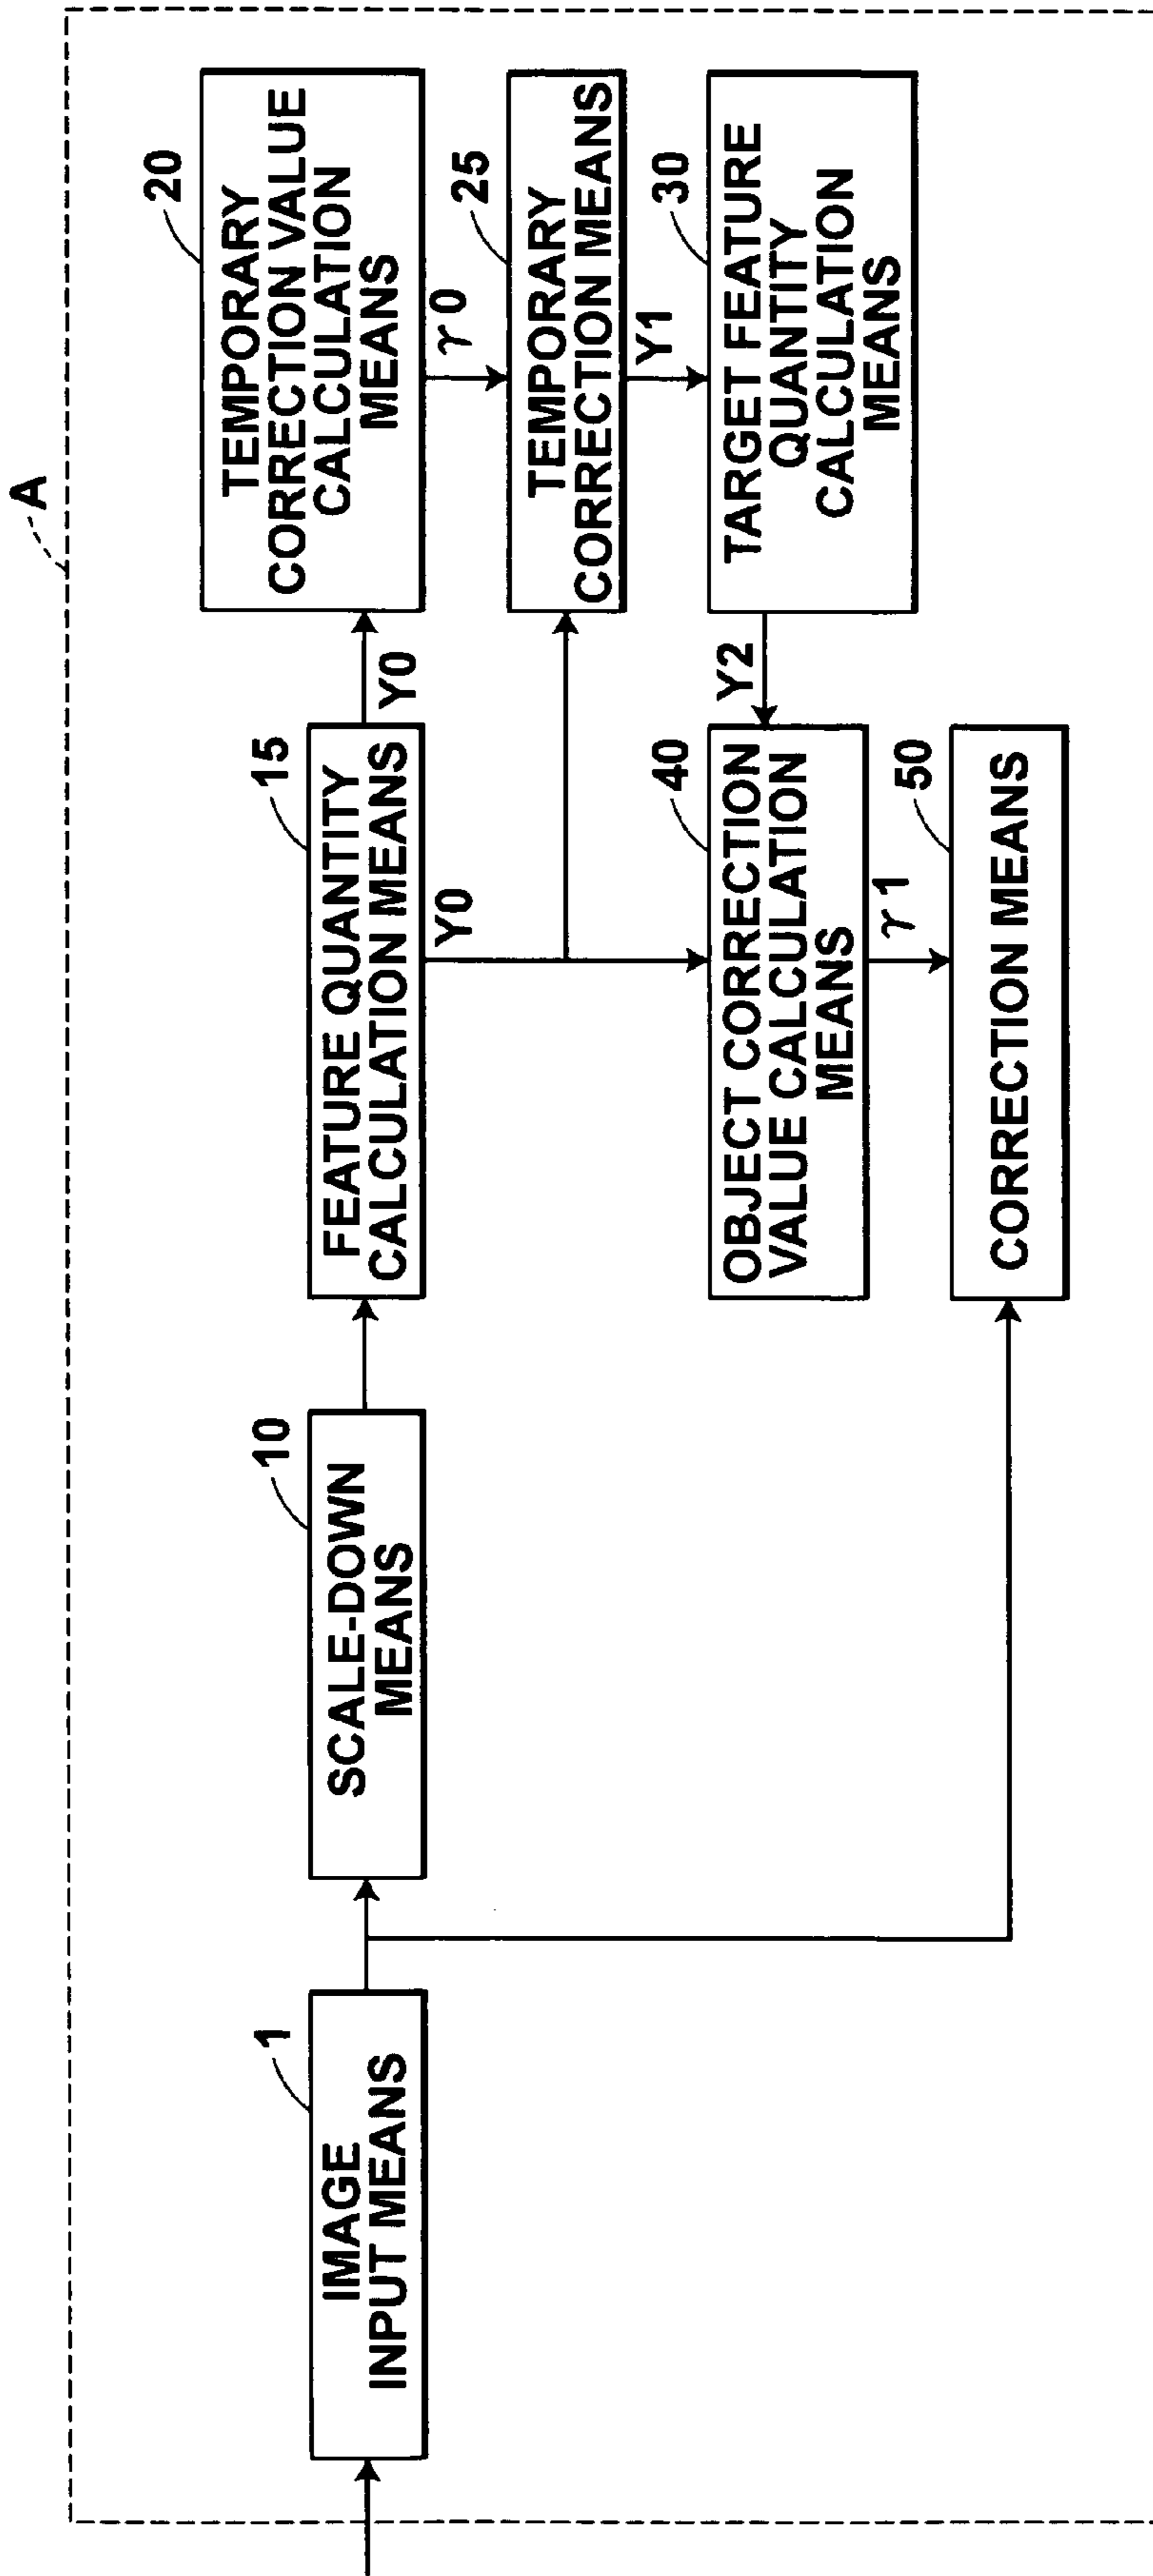 A
1
IMAGE
INPUT MEANS
10
SCALE-DOWN
MEANS
15
FEATURE QUANTITY
CALCULATION MEANS
Y0
Y0
20
TEMPORARY
CORRECTION VALUE
CALCULATION
MEANS
γ0
25
TEMPORARY
CORRECTION MEANS
Y1
30
TARGET FEATURE
QUANTITY
CALCULATION
MEANS
Y2
40
OBJECT CORRECTION
VALUE CALCULATION
MEANS
γ1
50
CORRECTION MEANS